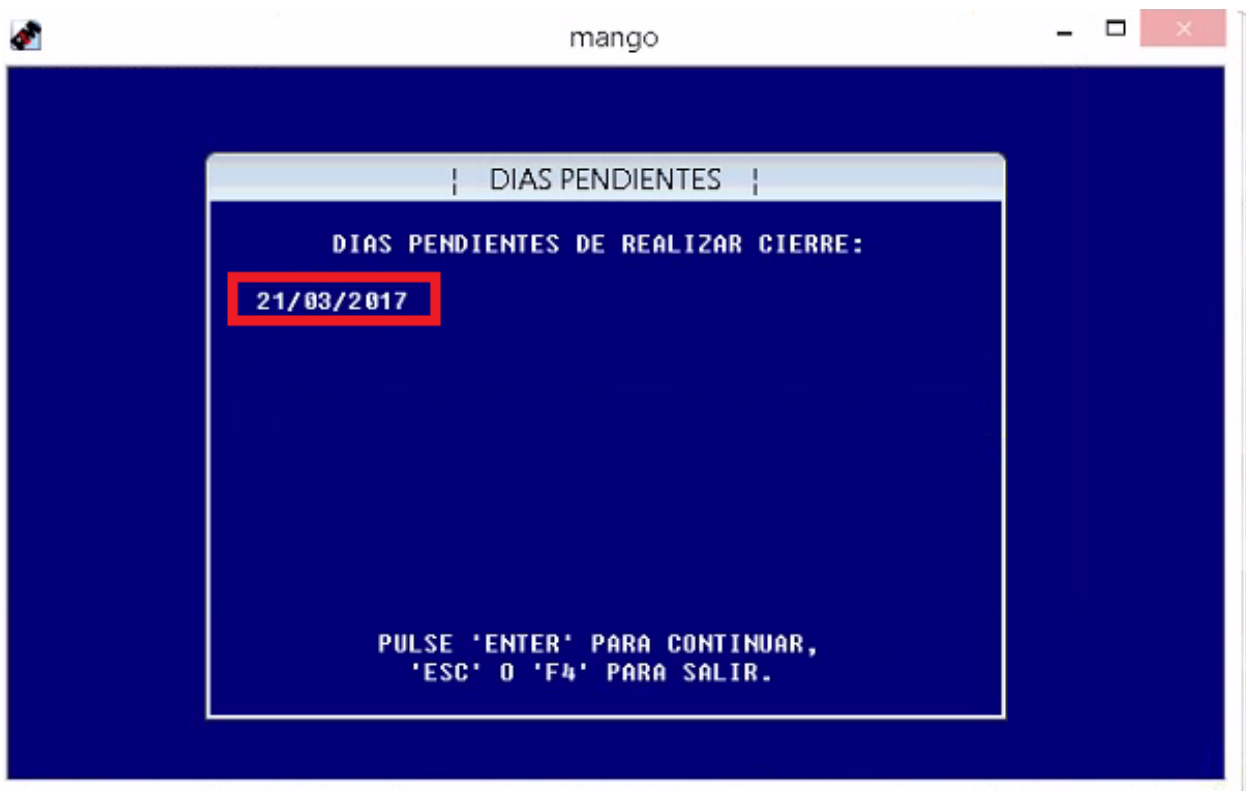 mango
¦ DIAS PENDIENTES ¦
DIAS PENDIENTES DE REALIZAR CIERRE:
21/03/2017
PULSE 'ENTER' PARA CONTINUAR,
'ESC' O 'F4' PARA SALIR.